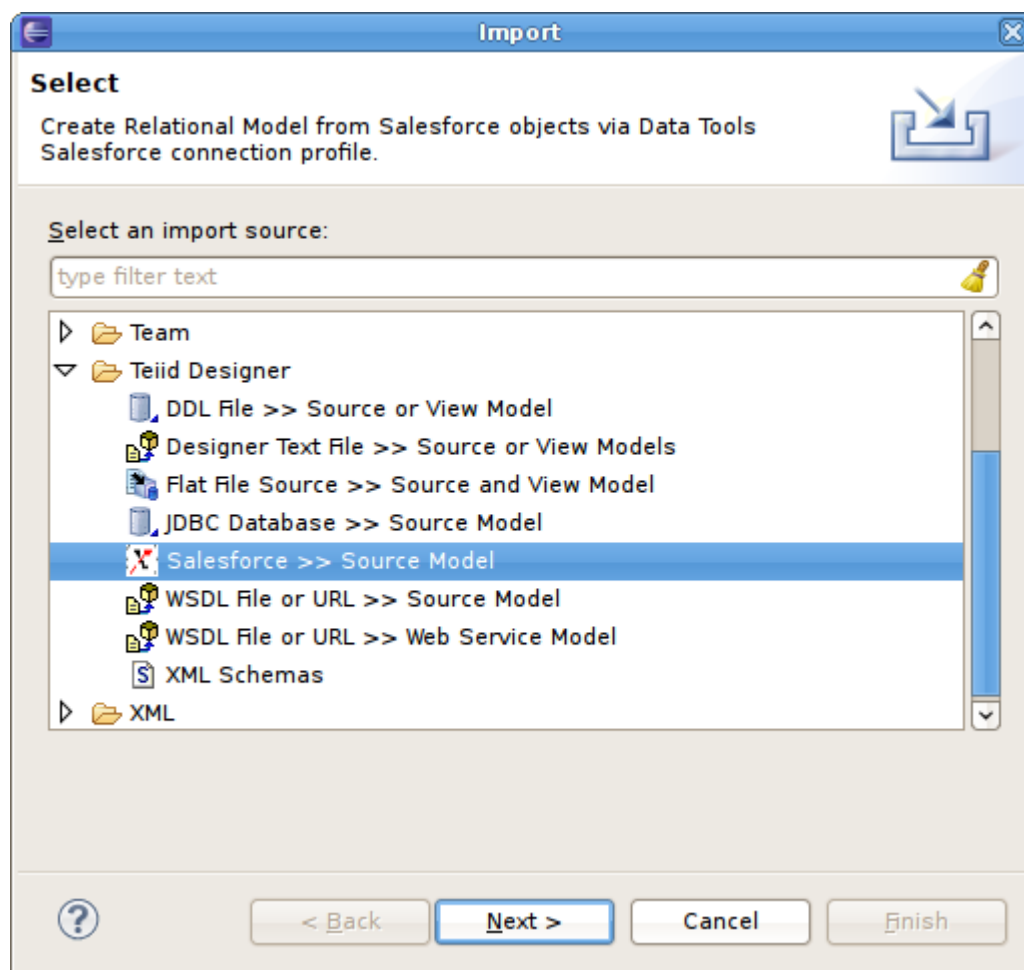 Import
Select
Create Relational Model from Salesforce objects via Data Tools
Salesforce connection profile.
Select an import source:
type filter text
Team
Teiid Designer
DDL File >> Source or View Model
Designer Text File >> Source or View Models
Flat File Source >> Source and View Model
JDBC Database >> Source Model
Salesforce >> Source Model
WSDL File or URL >> Source Model
WSDL File or URL >> Web Service Model
XML Schemas
XML
< Back Next > Cancel Finish